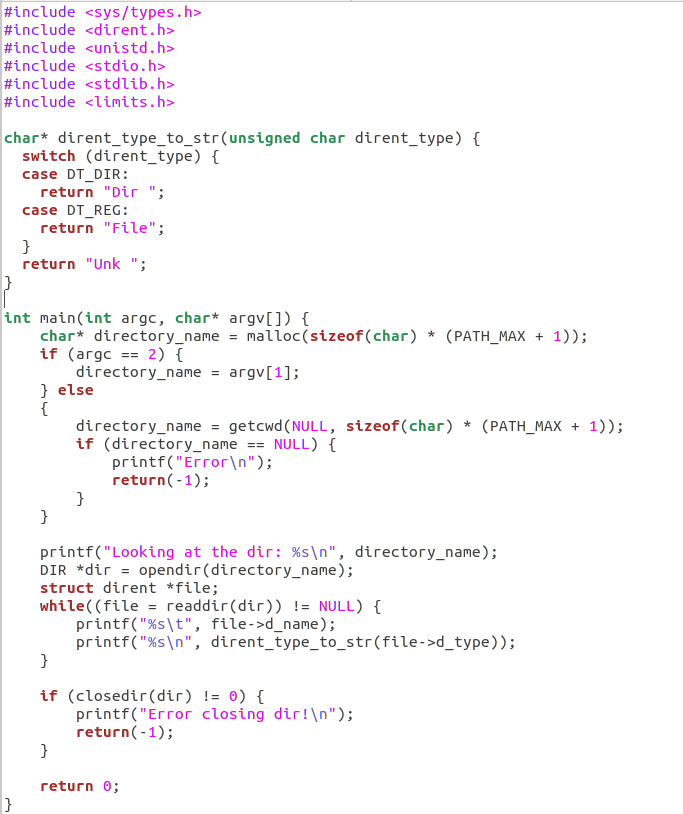 #include <sys/types.h>
#include <dirent.h>
#include <unistd.h>
#include <stdio.h>
#include <stdlib.h>
#include <limits.h>

char* dirent_type_to_str(unsigned char dirent_type) {
  switch (dirent_type) {
  case DT_DIR:
    return "Dir ";
  case DT_REG:
    return "File";
  }
  return "Unk ";
}

int main(int argc, char* argv[]) {
    char* directory_name = malloc(sizeof(char) * (PATH_MAX + 1));
    if (argc == 2) {
        directory_name = argv[1];
    } else
    {
        directory_name = getcwd(NULL, sizeof(char) * (PATH_MAX + 1));
        if (directory_name == NULL) {
            printf("Error\n");
            return(-1);
        }
    }

    printf("Looking at the dir: %s\n", directory_name);
    DIR *dir = opendir(directory_name);
    struct dirent *file;
    while((file = readdir(dir)) != NULL) {
        printf("%s\t", file->d_name);
        printf("%s\n", dirent_type_to_str(file->d_type));
    }

    if (closedir(dir) != 0) {
        printf("Error closing dir!\n");
        return(-1);
    }

    return 0;
}